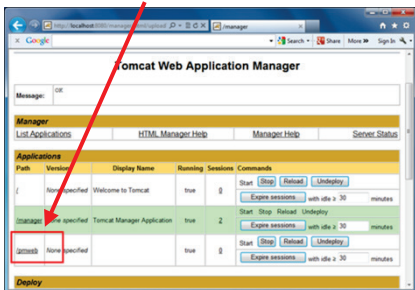 http://localhost:8080/manager/html/upload
/manager
Google
Search
Share
More »
Sign In
Tomcat Web Application Manager
Message: OK
Manager
List Applications HTML Manager Help Manager Help Server Status
Applications
Path Version Display Name Running Sessions Commands
/ None specified Welcome to Tomcat true 0 Start Stop Reload Undeploy
Expire sessions with idle ≥ 30 minutes
/manager None specified Tomcat Manager Application true 2 Start Stop Reload Undeploy
Expire sessions with idle ≥ 30 minutes
None specified true 0 Start Stop Reload Undeploy
Expire sessions with idle ≥ 30 minutes
Deploy